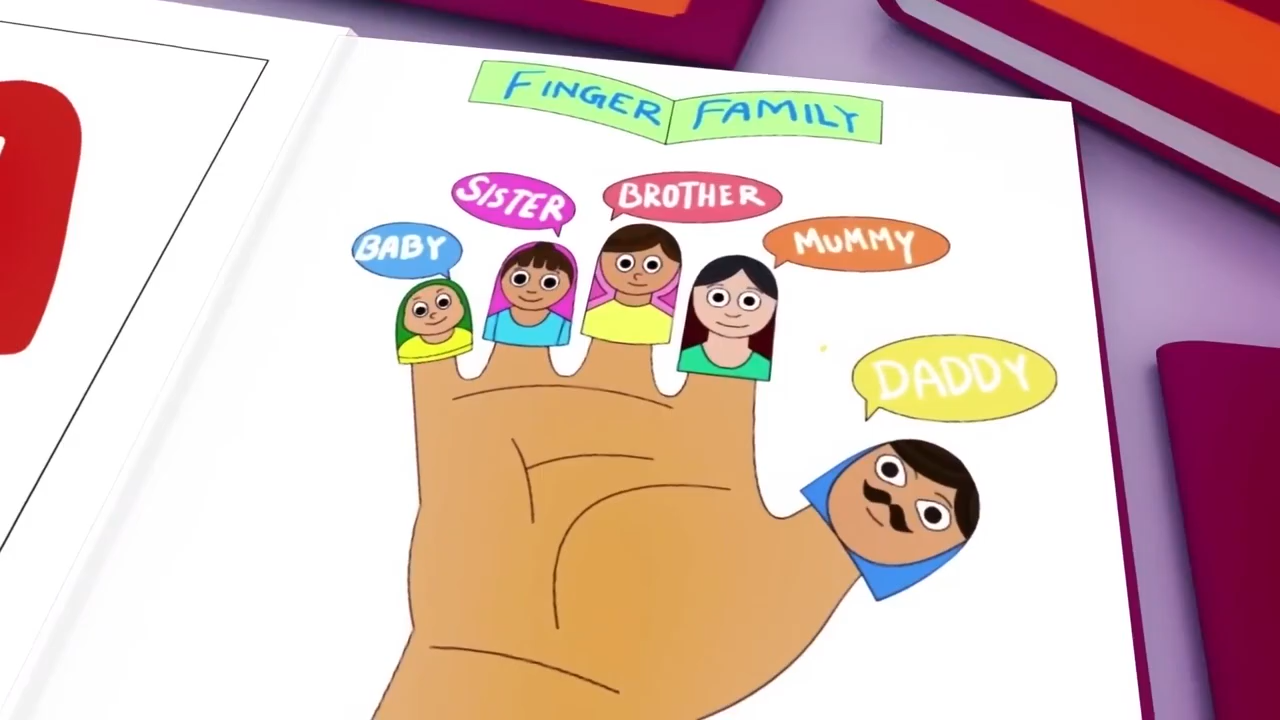 FINGER FAMILY
SISTER
BROTHER
BABY
MUMMY
DADDY